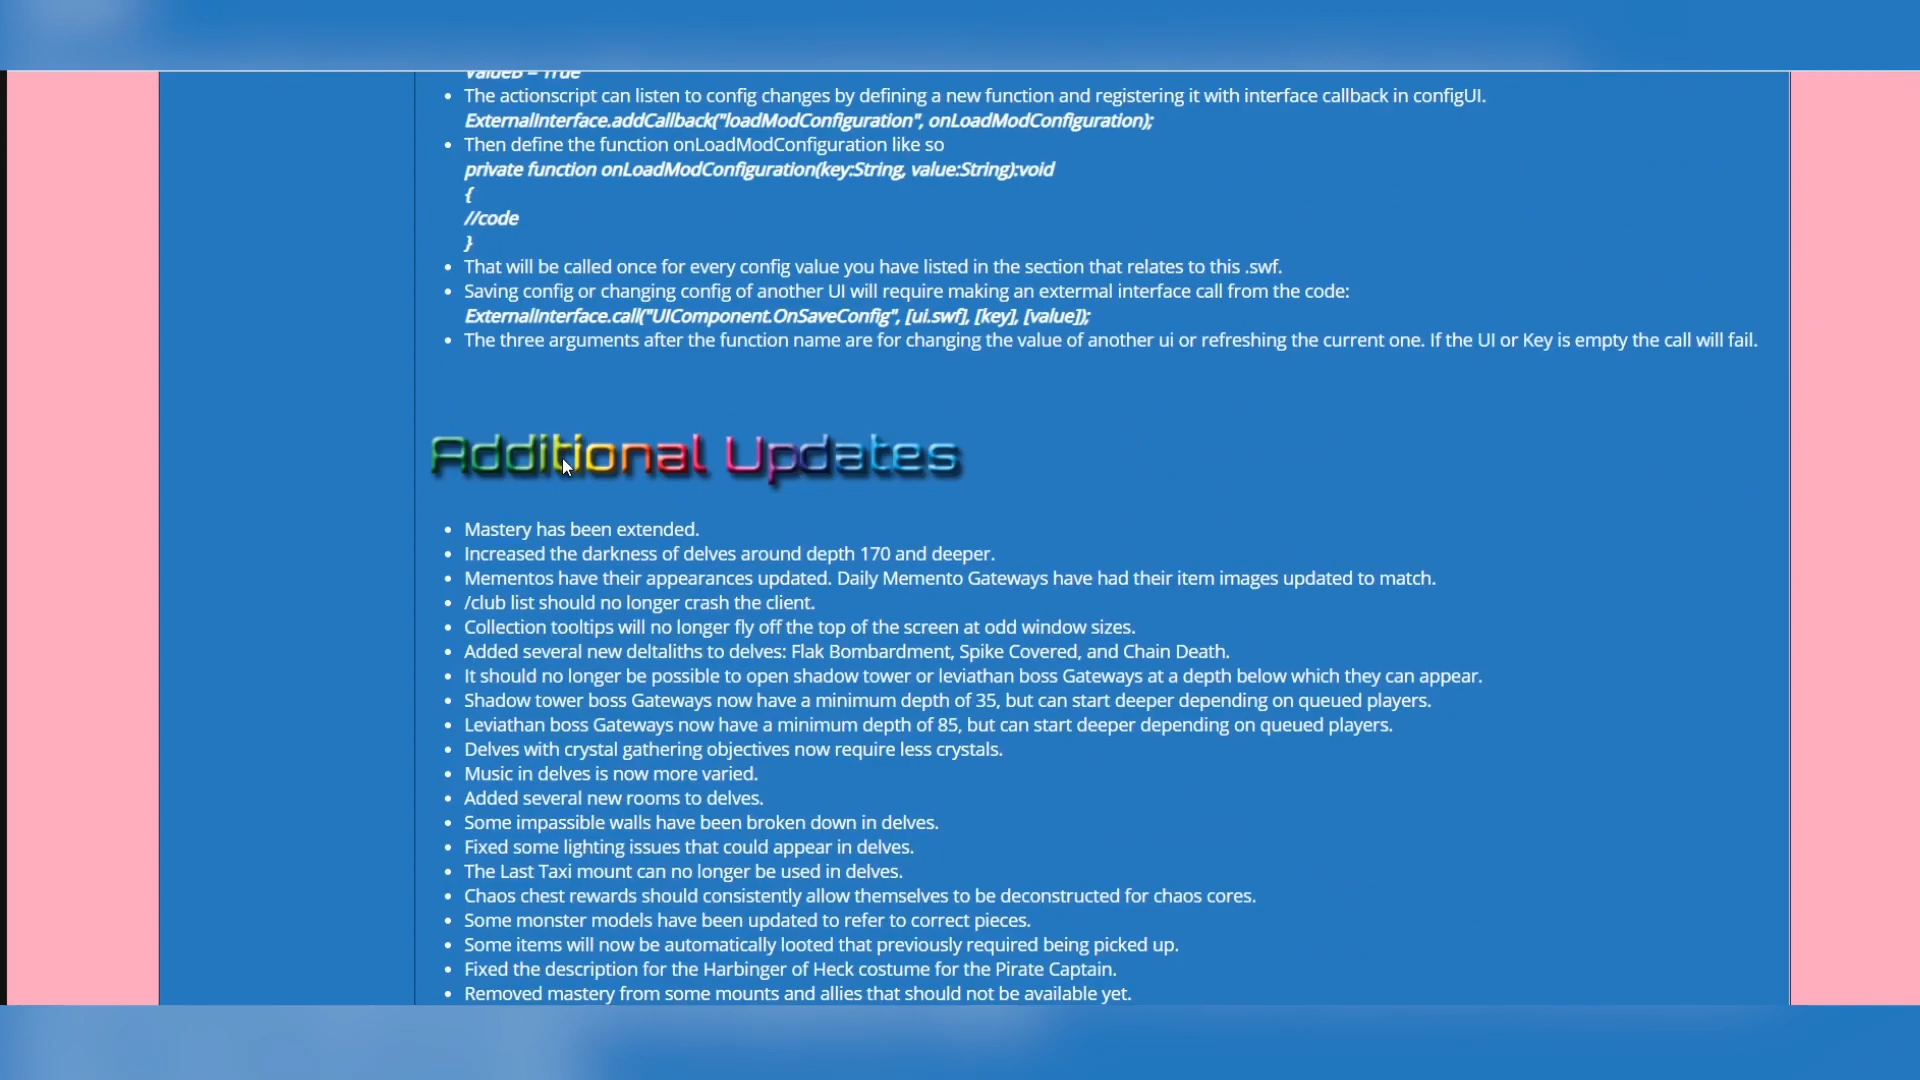 ValueB = True
The actionscript can listen to config changes by defining a new function and registering it with interface callback in configUI.
ExternalInterface.addCallback("loadModConfiguration", onLoadModConfiguration);
Then define the function onLoadModConfiguration like so
private function onLoadModConfiguration(key:String, value:String):void
{
//code
}
That will be called once for every config value you have listed in the section that relates to this .swf.
Saving config or changing config of another UI will require making an extermal interface call from the code:
ExternalInterface.call("UIComponent.OnSaveConfig", [ui.swf], [key], [value]);
The three arguments after the function name are for changing the value of another ui or refreshing the current one. If the UI or Key is empty the call will fail.
Additional Updates
Mastery has been extended.
Increased the darkness of delves around depth 170 and deeper.
Mementos have their appearances updated. Daily Memento Gateways have had their item images updated to match.
/club list should no longer crash the client.
Collection tooltips will no longer fly off the top of the screen at odd window sizes.
Added several new deltaliths to delves: Flak Bombardment, Spike Covered, and Chain Death.
It should no longer be possible to open shadow tower or leviathan boss Gateways at a depth below which they can appear.
Shadow tower boss Gateways now have a minimum depth of 35, but can start deeper depending on queued players.
Leviathan boss Gateways now have a minimum depth of 85, but can start deeper depending on queued players.
Delves with crystal gathering objectives now require less crystals.
Music in delves is now more varied.
Added several new rooms to delves.
Some impassible walls have been broken down in delves.
Fixed some lighting issues that could appear in delves.
The Last Taxi mount can no longer be used in delves.
Chaos chest rewards should consistently allow themselves to be deconstructed for chaos cores.
Some monster models have been updated to refer to correct pieces.
Some items will now be automatically looted that previously required being picked up.
Fixed the description for the Harbinger of Heck costume for the Pirate Captain.
Removed mastery from some mounts and allies that should not be available yet.